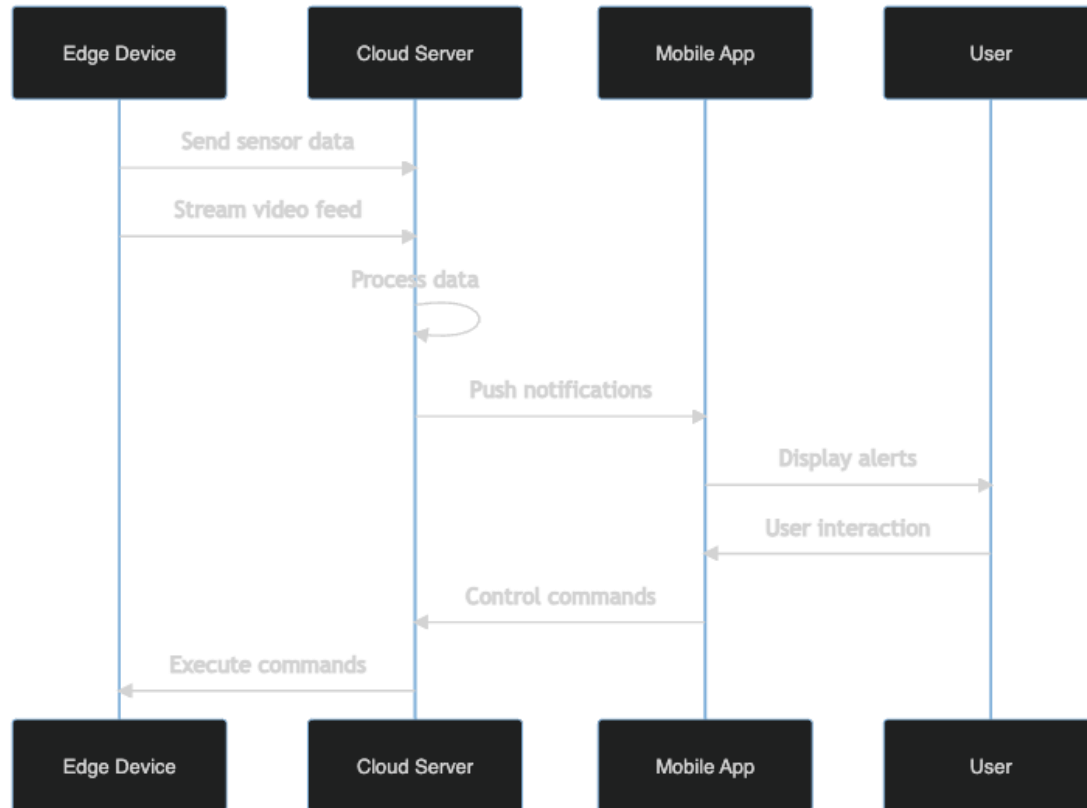 Edge Device
Cloud Server
Mobile App
User
Send sensor data
Stream video feed
Process data
Push notifications
Display alerts
User interaction
Control commands
Execute commands
Edge Device
Cloud Server
Mobile App
User